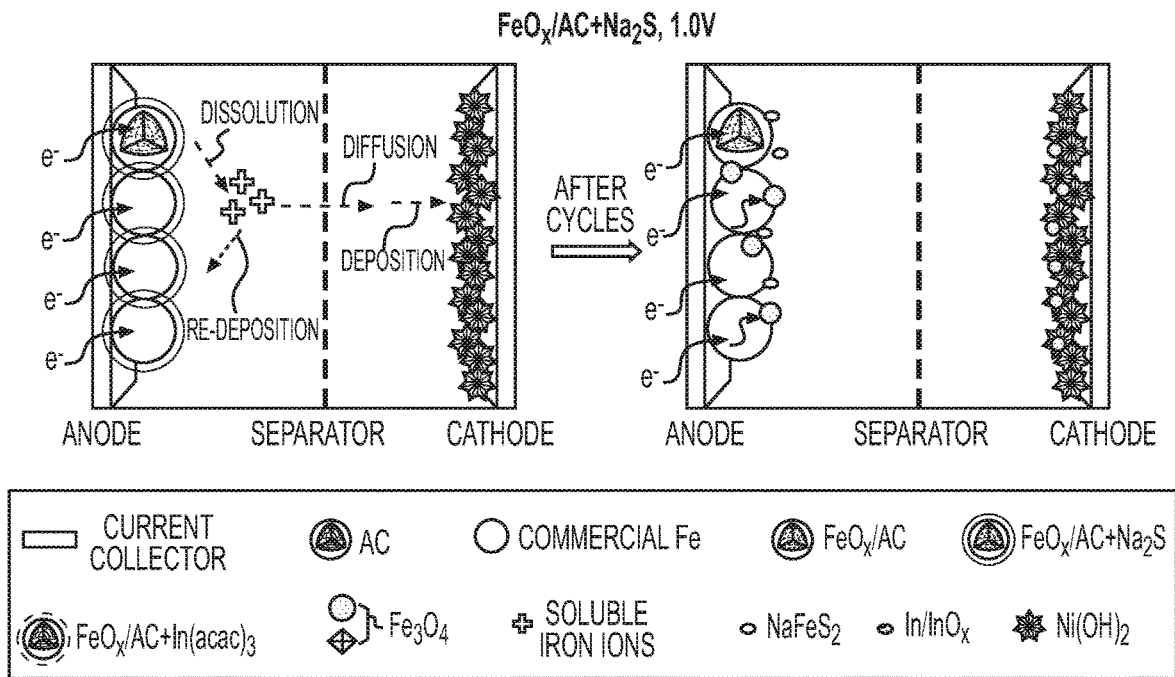 FeOₓ/AC+Na₂S, 1.0V
DISSOLUTION
DIFFUSION
DEPOSITION
RE-DEPOSITION
e⁻
e⁻
e⁻
e⁻
ANODE SEPARATOR CATHODE
AFTER
CYCLES
e⁻
e⁻
e⁻
e⁻
ANODE SEPARATOR CATHODE
CURRENT
COLLECTOR
AC
COMMERCIAL Fe
FeOₓ/AC
FeOₓ/AC+Na₂S
FeOₓ/AC+In(acac)₃
Fe₃O₄
SOLUBLE
IRON IONS
NaFeS₂
In/InOₓ
Ni(OH)₂